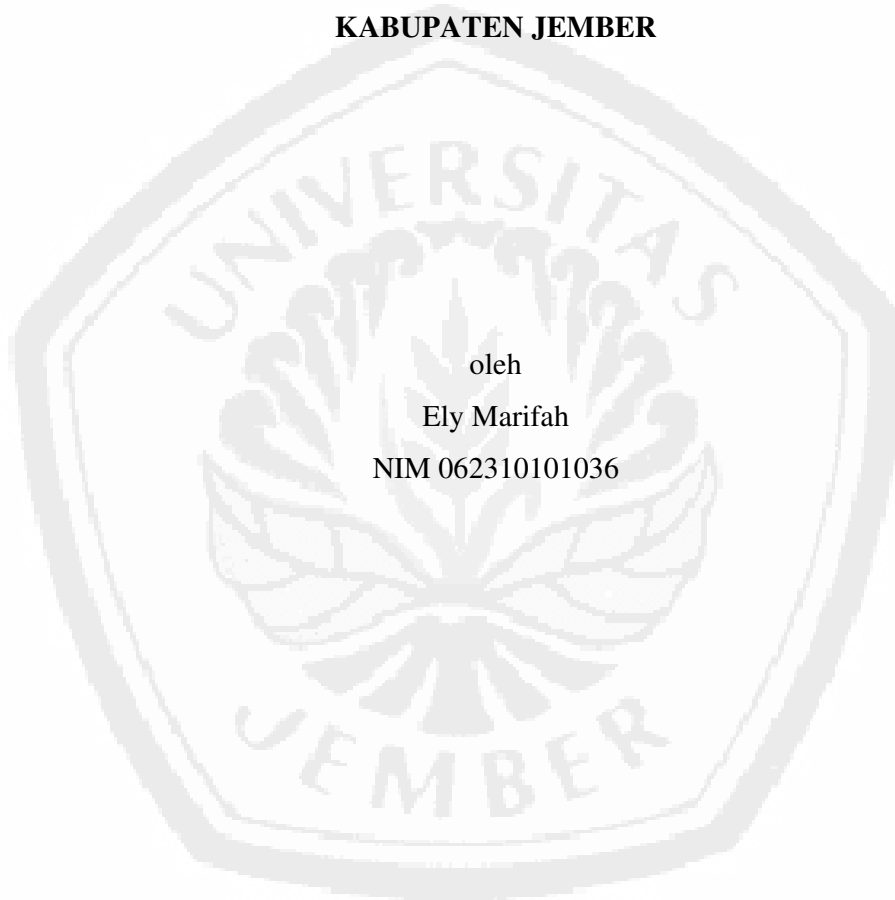 KABUPATEN JEMBER
UNIVERSITAS
oleh
Ely Marifah
NIM 062310101036
JEMBER